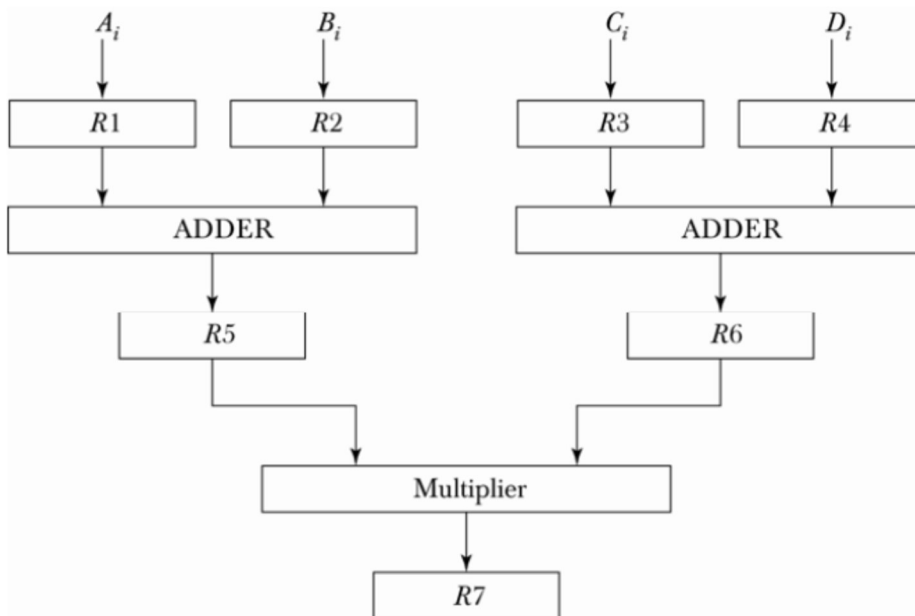 A_i B_i C_i D_i
R1 R2 R3 R4
ADDER ADDER
R5 R6
Multiplier
R7